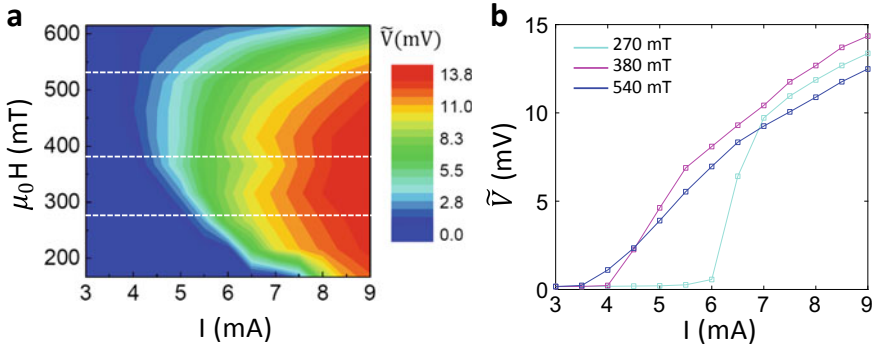 a
μ₀H (mT)
600
500
400
300
200
3 4 5 6 7 8 9
I (mA)
Ṽ(mV)
13.8
11.0
8.3
5.5
2.8
0.0
b
Ṽ (mV)
15
10
5
0
270 mT
380 mT
540 mT
3 4 5 6 7 8 9
I (mA)